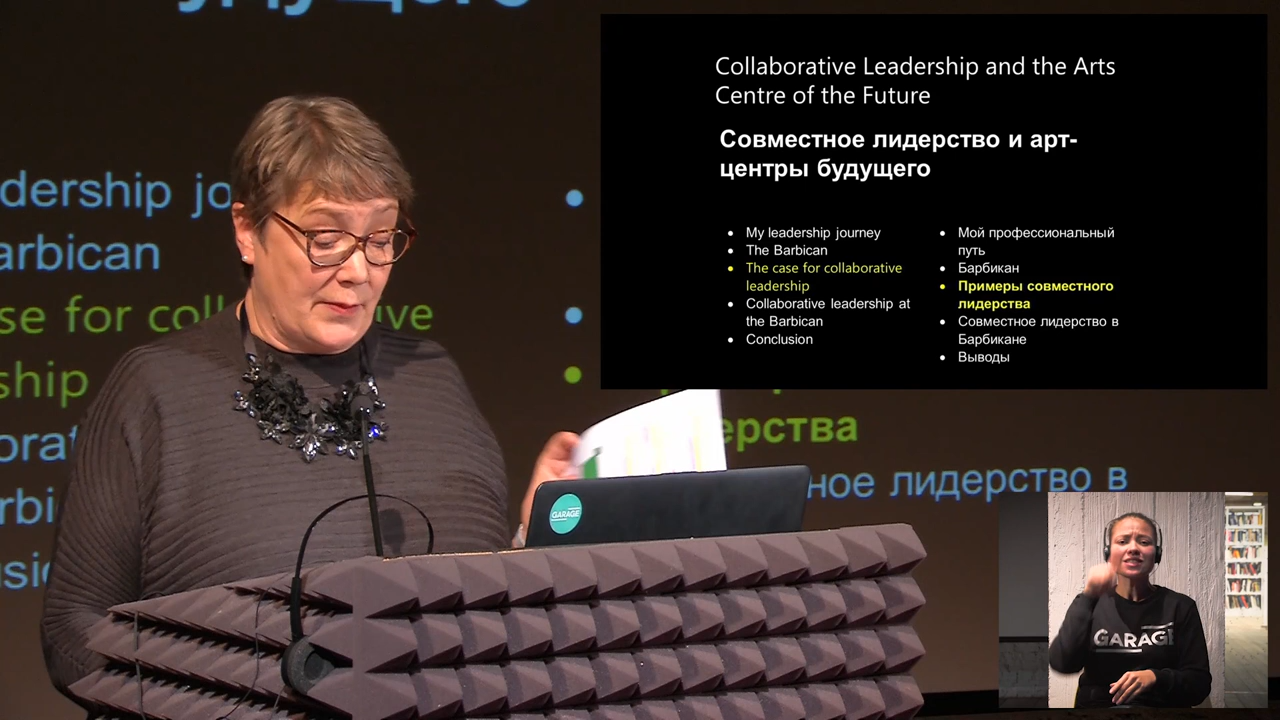 Collaborative Leadership and the Arts
Centre of the Future
Совместное лидерство и арт-
центры будущего
My leadership journey
The Barbican
The case for collaborative
leadership
Collaborative leadership at
the Barbican
Conclusion
Мой профессиональный
путь
Барбикан
Примеры совместного
лидерства
Совместное лидерство в
Барбикане
Выводы
лидерство в
GARAGE
GARAGE